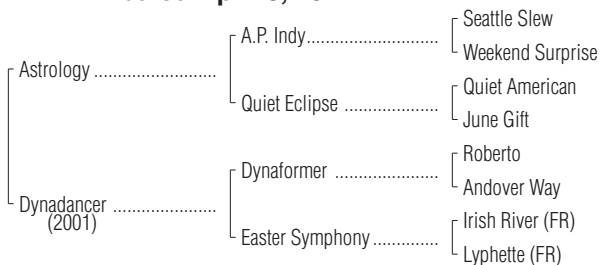 Seattle Slew
A.P. Indy........................................
Weekend Surprise
Astrology ......................................
Quiet American
Quiet Eclipse .............................
June Gift
Roberto
Dynaformer ...............................
Andover Way
Dynadancer ................................
(2001)
Irish River (FR)
Easter Symphony....................
Lyphette (FR)